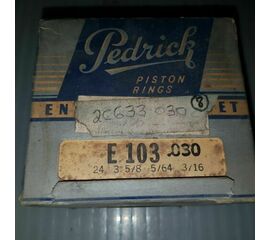 Pedrick
PISTON
RINGS
EN ET
2C633 .030 8
E 103 .030
24, 3 5/8 5/64 3/16